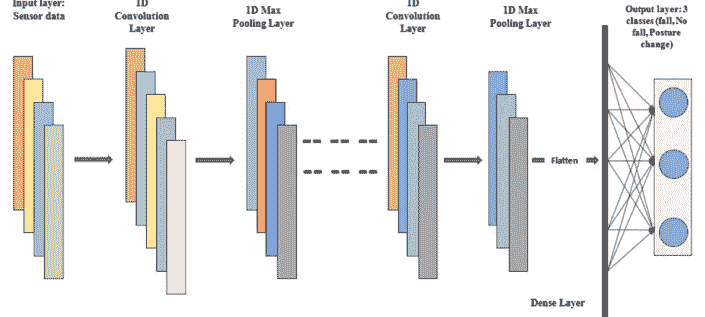 Input layer:
Sensor data
1D
Convolution
Layer
1D Max
Pooling Layer
1D
Convolution
Layer
1D Max
Pooling Layer
Output layer: 3
classes (fall, No
fall, Posture
change)
Flatten
Dense Layer